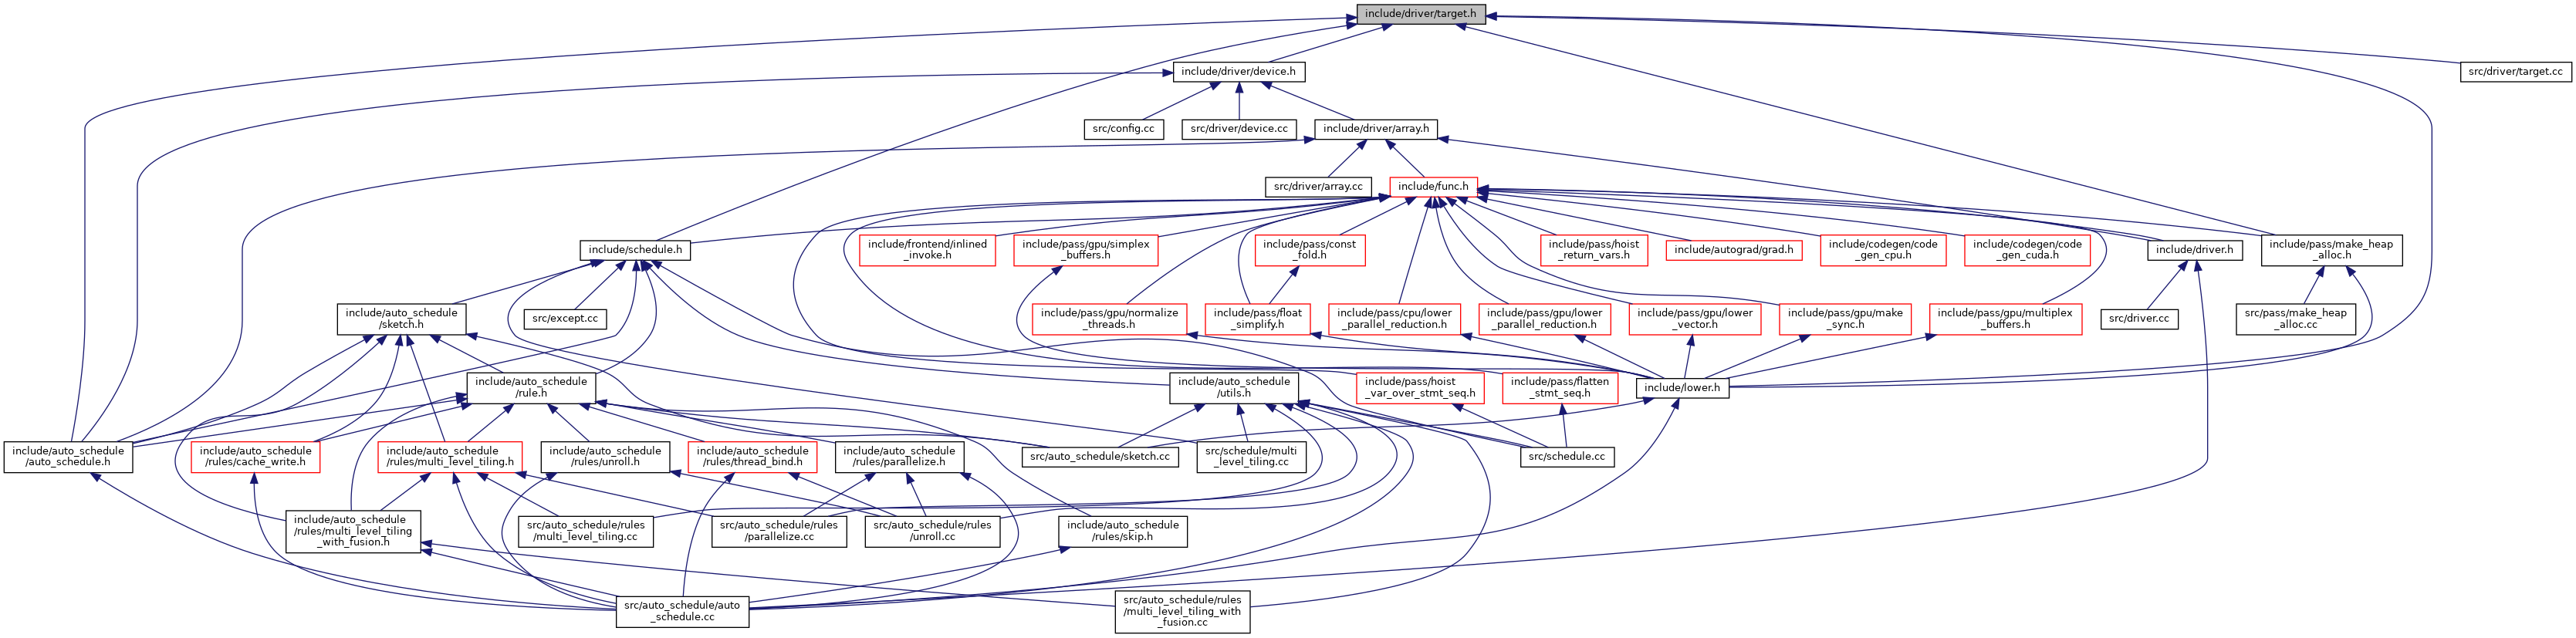 include/driver/target.h
include/driver/device.h
src/driver/target.cc
src/config.cc
src/driver/device.cc
include/driver/array.h
src/driver/array.cc
include/func.h
include/schedule.h
include/frontend/inlined
_invoke.h
include/pass/gpu/simplex
_buffers.h
include/pass/const
_fold.h
include/pass/hoist
_return_vars.h
include/autograd/grad.h
include/codegen/code
_gen_cpu.h
include/codegen/code
_gen_cuda.h
include/driver.h
include/pass/make_heap
_alloc.h
include/auto_schedule
/sketch.h
src/except.cc
include/pass/gpu/normalize
_threads.h
include/pass/float
_simplify.h
include/pass/cpu/lower
_parallel_reduction.h
include/pass/gpu/lower
_parallel_reduction.h
include/pass/gpu/lower
_vector.h
include/pass/gpu/make
_sync.h
include/pass/gpu/multiplex
_buffers.h
src/driver.cc
src/pass/make_heap
_alloc.cc
include/auto_schedule
/rule.h
include/auto_schedule
/utils.h
include/pass/hoist
_var_over_stmt_seq.h
include/pass/flatten
_stmt_seq.h
include/lower.h
include/auto_schedule
/auto_schedule.h
include/auto_schedule
/rules/cache_write.h
include/auto_schedule
/rules/multi_level_tiling.h
include/auto_schedule
/rules/unroll.h
include/auto_schedule
/rules/thread_bind.h
include/auto_schedule
/rules/parallelize.h
src/auto_schedule/sketch.cc
src/schedule/multi
_level_tiling.cc
src/schedule.cc
include/auto_schedule
/rules/multi_level_tiling
_with_fusion.h
src/auto_schedule/rules
/multi_level_tiling.cc
src/auto_schedule/rules
/parallelize.cc
src/auto_schedule/rules
/unroll.cc
include/auto_schedule
/rules/skip.h
src/auto_schedule/auto
_schedule.cc
src/auto_schedule/rules
/multi_level_tiling_with
_fusion.cc